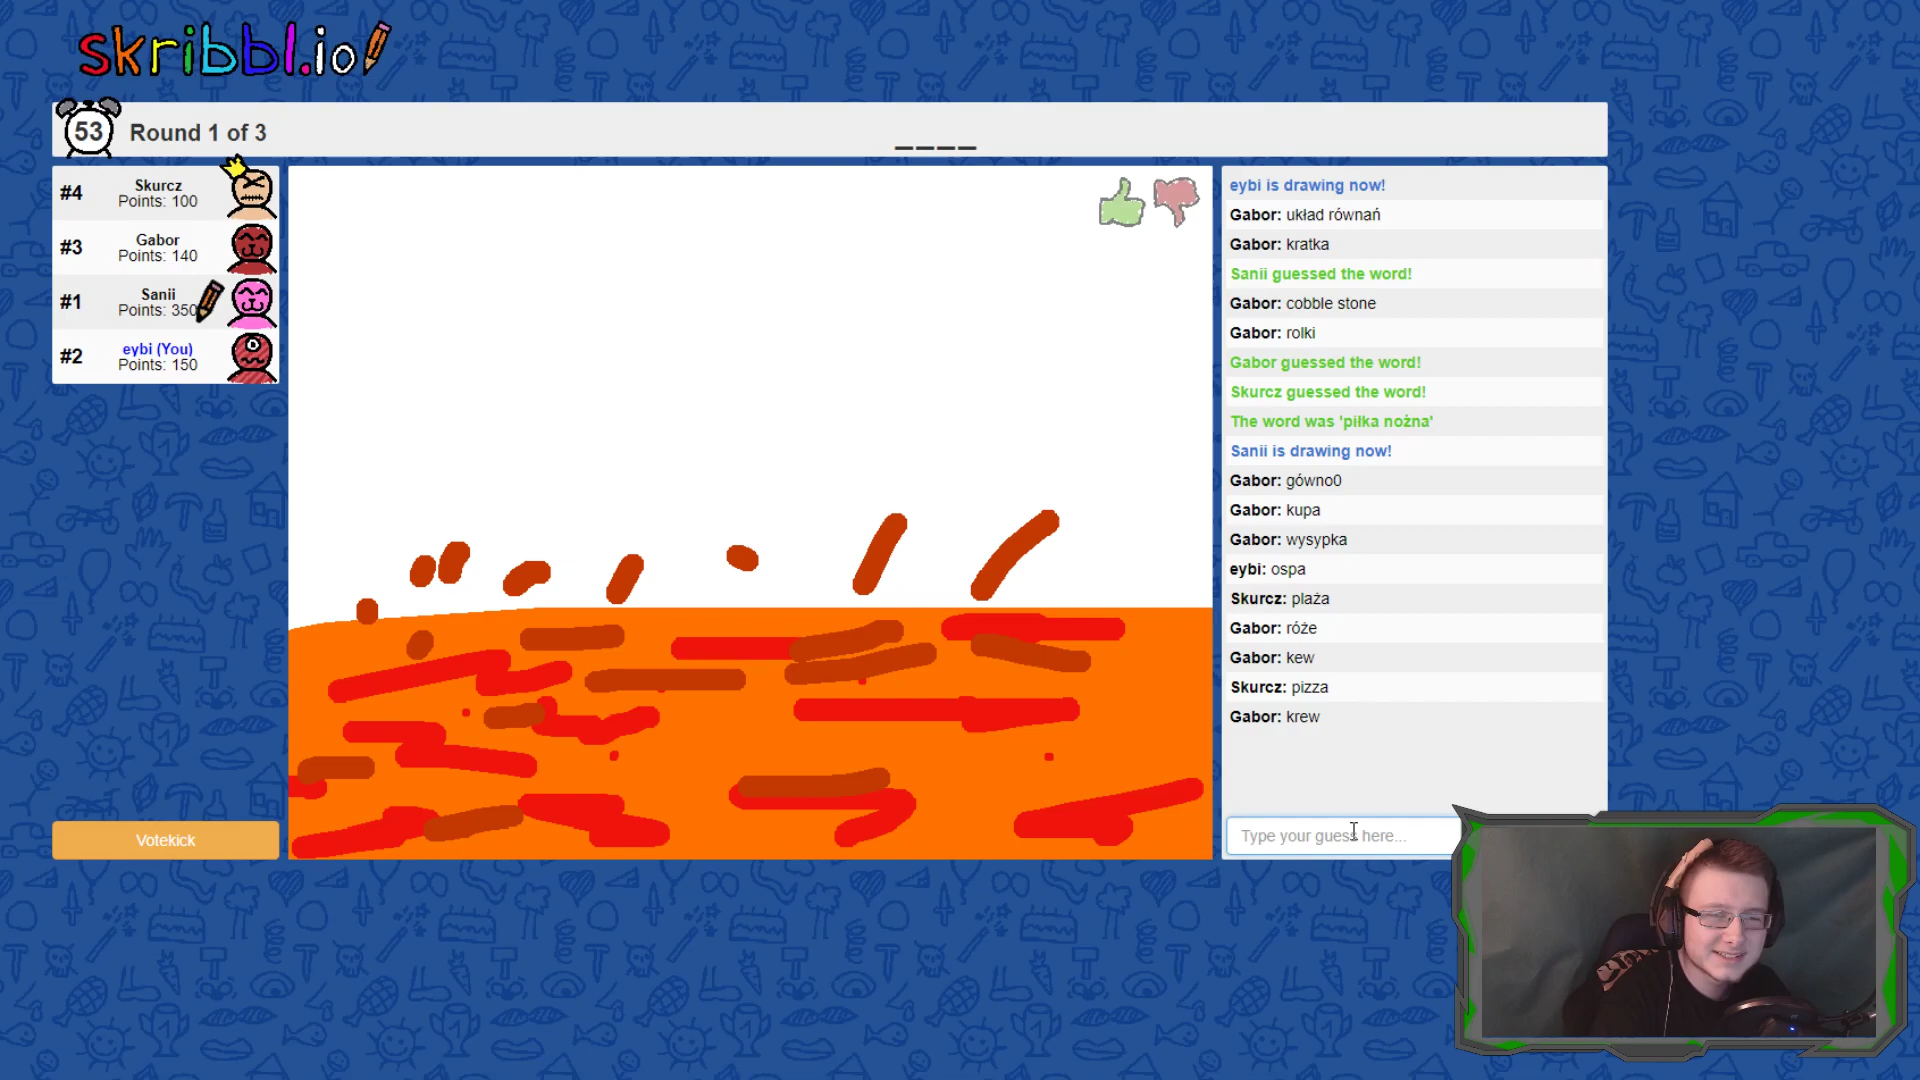 skribbl.io
53
Round 1 of 3
____
#4
Skurcz
Points: 100
#3
Gabor
Points: 140
#1
Sanii
Points: 350
#2
eybi (You)
Points: 150
Votekick
eybi is drawing now!
Gabor: układ równań
Gabor: kratka
Sanii guessed the word!
Gabor: cobble stone
Gabor: rolki
Gabor guessed the word!
Skurcz guessed the word!
The word was 'piłka nożna'
Sanii is drawing now!
Gabor: gówno0
Gabor: kupa
Gabor: wysypka
eybi: ospa
Skurcz: plaża
Gabor: róże
Gabor: kew
Skurcz: pizza
Gabor: krew
Type your guess here...